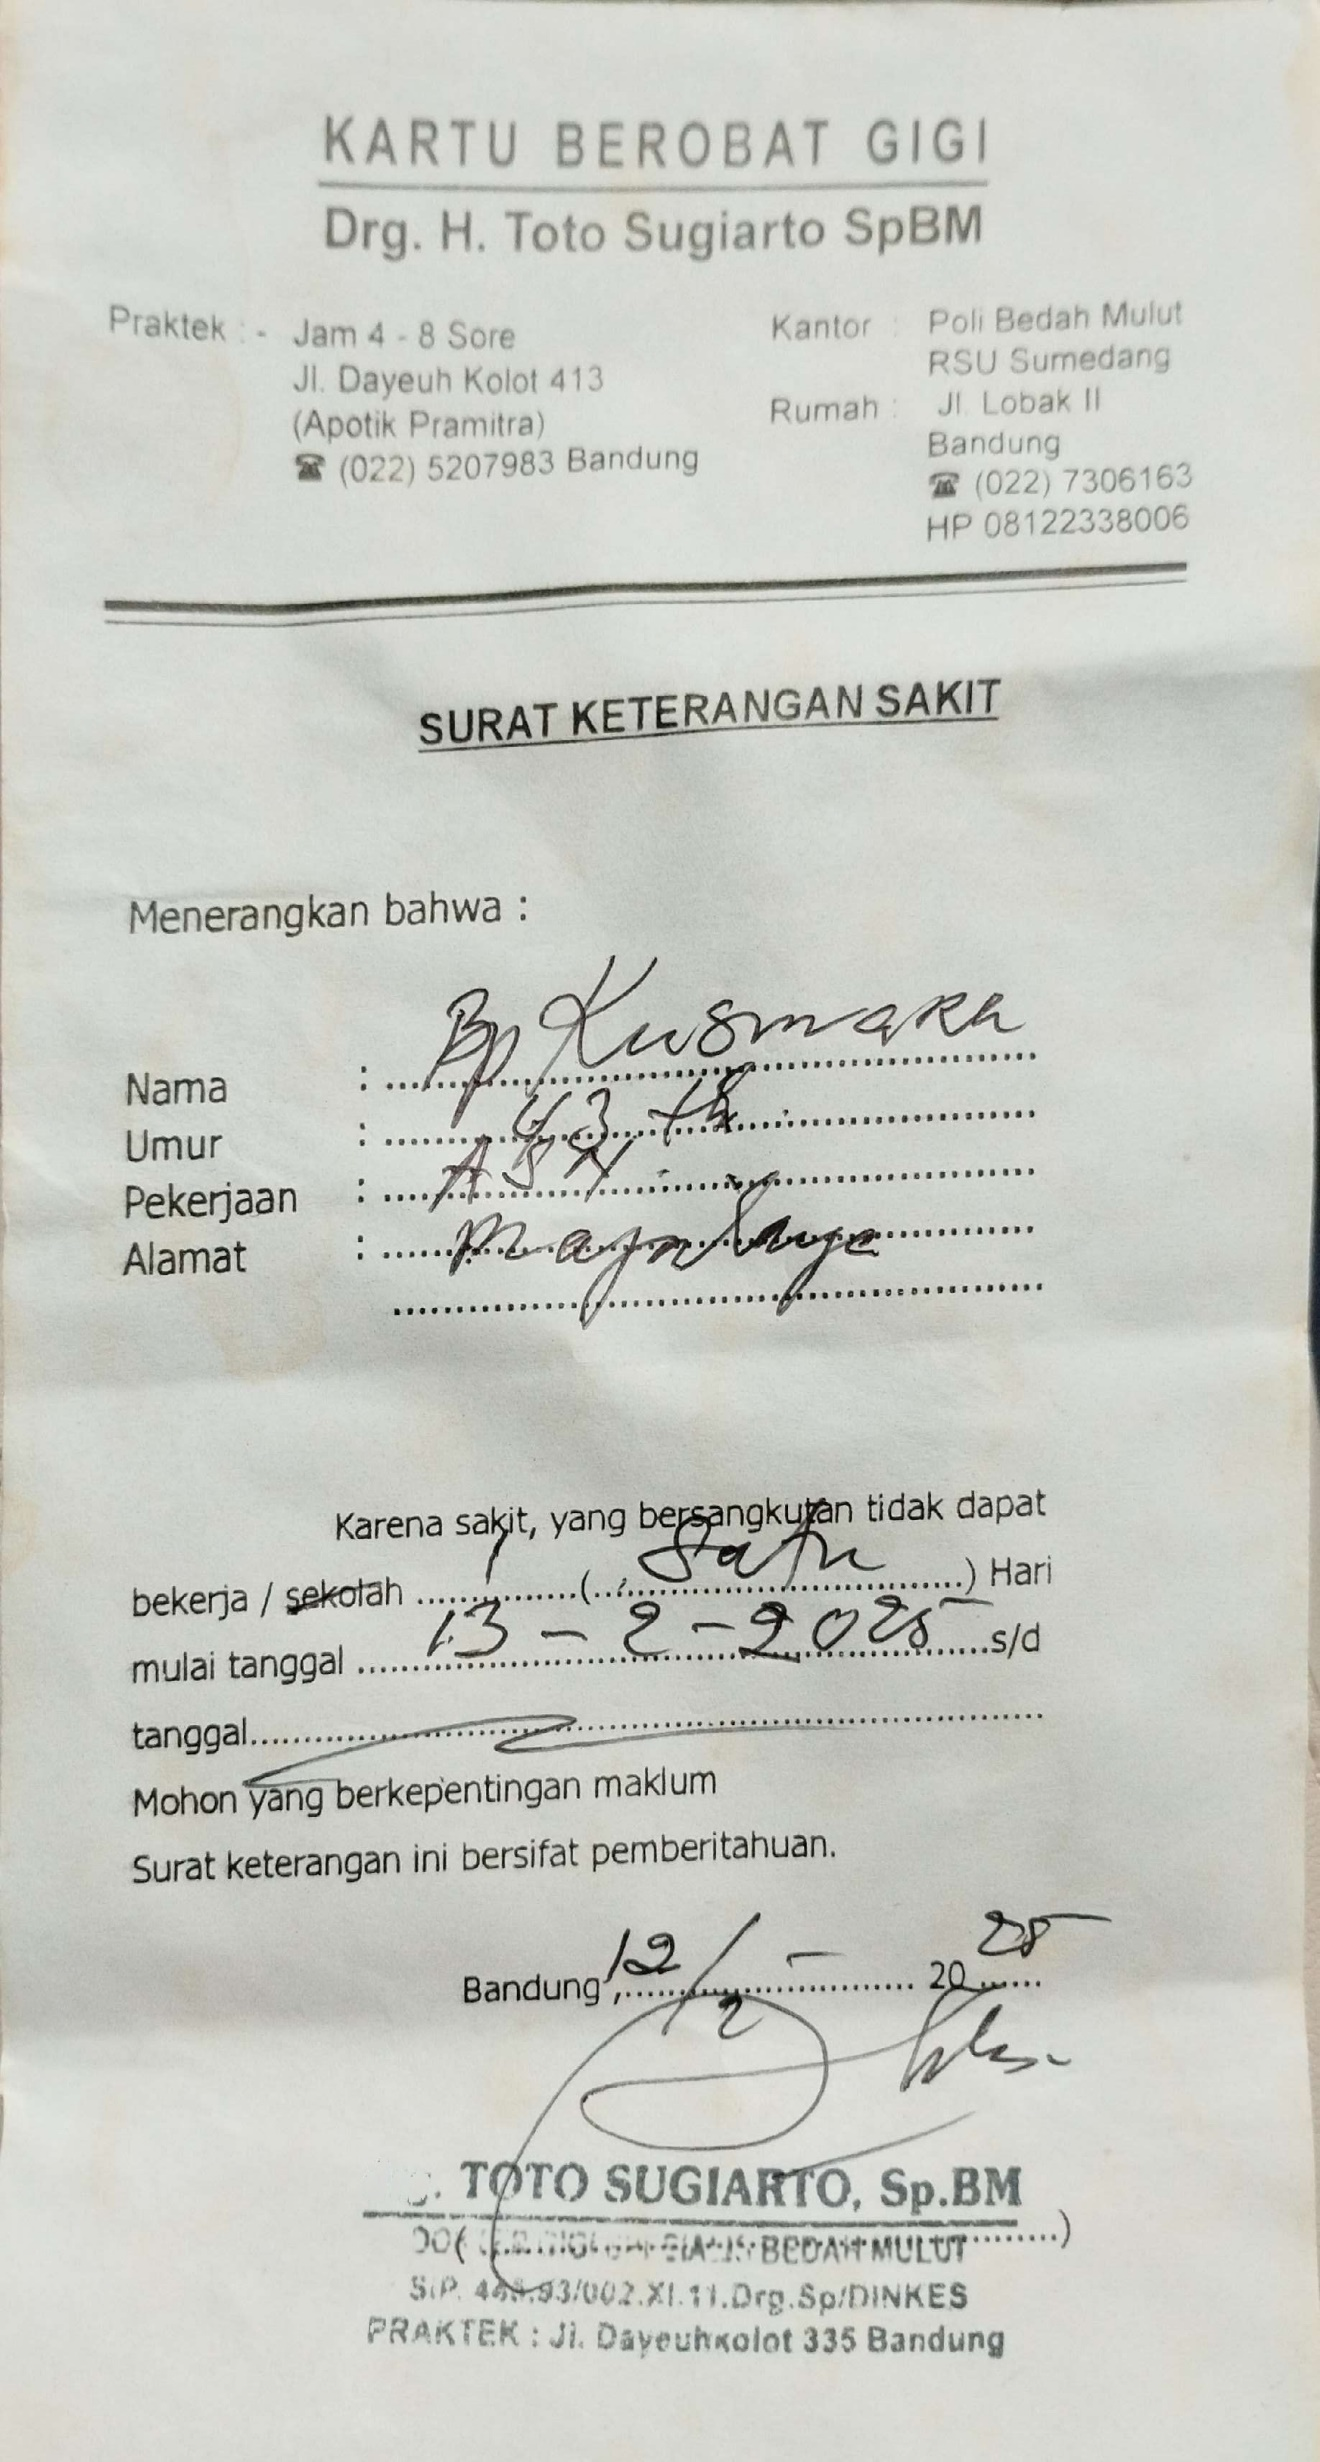 KARTU BEROBAT GIGI
Drg. H. Toto Sugiarto SpBM
Praktek : - Jam 4 - 8 Sore
Jl. Dayeuh Kolot 413
(Apotik Pramitra)
☎ (022) 5207983 Bandung
Kantor : Poli Bedah Mulut
RSU Sumedang
Rumah : Jl. Lobak II
Bandung
☎ (022) 7306163
HP 08122338006
SURAT KETERANGAN SAKIT
Menerangkan bahwa :
Nama : Bp Kusmara
Umur : 43 th
Pekerjaan : ASN
Alamat :
Karena sakit, yang bersangkutan tidak dapat
bekerja / sekolah 1 (Satu) Hari
mulai tanggal 13 - 2 - 2025 s/d
tanggal
Mohon yang berkepentingan maklum
Surat keterangan ini bersifat pemberitahuan.
Bandung, 12/2 - 2025
TOTO SUGIARTO, Sp.BM
BEDAH MULUT
PRAKTEK : Jl. Dayeuhkolot 335 Bandung